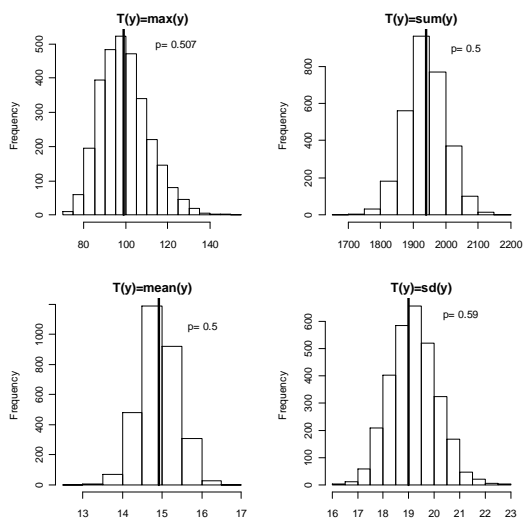 T(y)=max(y)
p= 0.507
Frequency
0 100 200 300 400 500
80 100 120 140
T(y)=sum(y)
p= 0.5
Frequency
0 200 400 600 800
1700 1800 1900 2000 2100 2200
T(y)=mean(y)
p= 0.5
Frequency
0 200 400 600 800 1000
13 14 15 16 17
T(y)=sd(y)
p= 0.59
Frequency
0 100 200 300 400 500 600
16 17 18 19 20 21 22 23